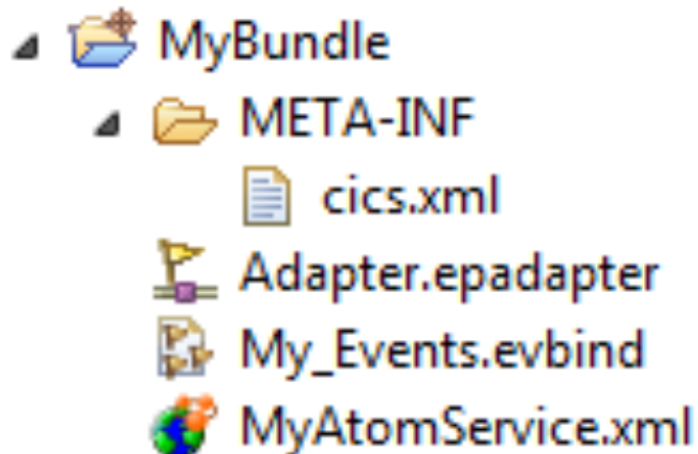 MyBundle
META-INF
cics.xml
Adapter.epadapter
My_Events.evbind
MyAtomService.xml